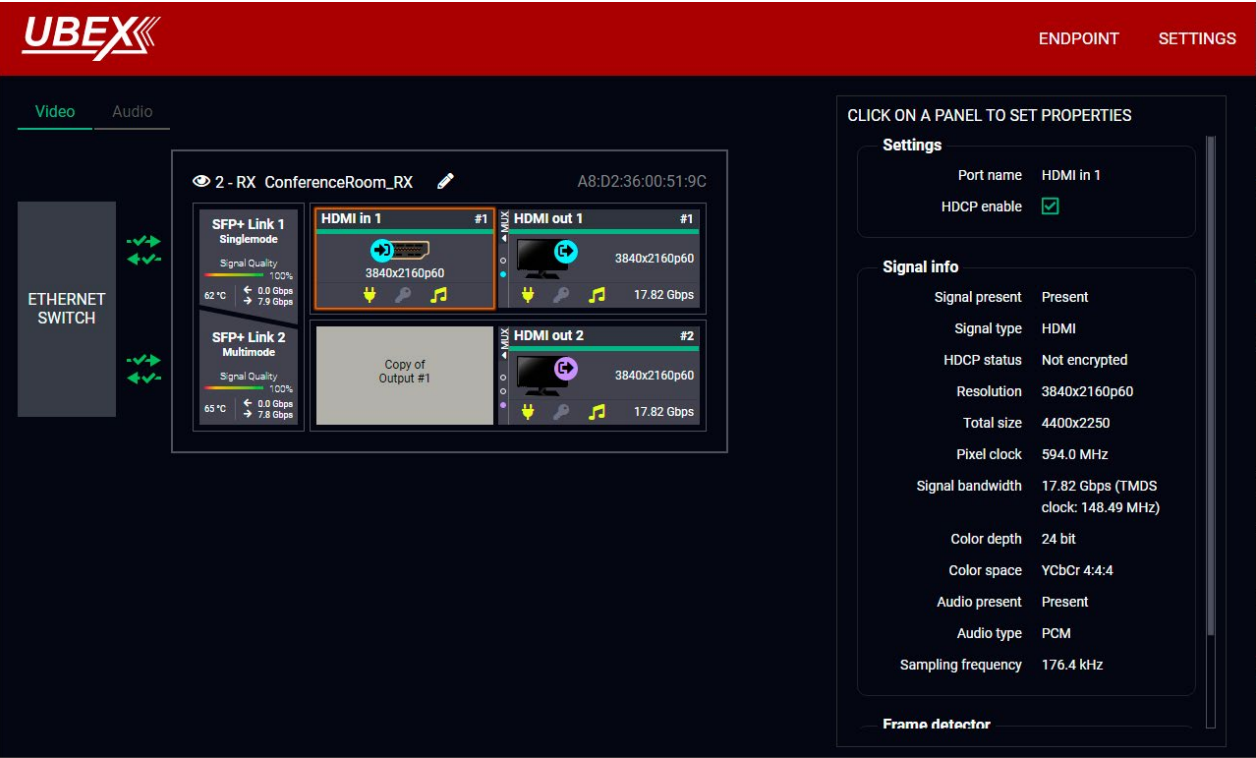 UBEX
ENDPOINT
SETTINGS
Video
Audio
2 - RX ConferenceRoom_RX
A8:D2:36:00:51:9C
ETHERNET
SWITCH
SFP+ Link 1
Singlemode
Signal Quality
100%
62 °C
0.0 Gbps
7.9 Gbps
SFP+ Link 2
Multimode
Signal Quality
100%
65 °C
0.0 Gbps
7.8 Gbps
HDMI in 1
#1
3840x2160p60
MUX
HDMI out 1
#1
3840x2160p60
17.82 Gbps
Copy of
Output #1
MUX
HDMI out 2
#2
3840x2160p60
17.82 Gbps
CLICK ON A PANEL TO SET PROPERTIES
Settings
Port name HDMI in 1
HDCP enable
Signal info
Signal present Present
Signal type HDMI
HDCP status Not encrypted
Resolution 3840x2160p60
Total size 4400x2250
Pixel clock 594.0 MHz
Signal bandwidth 17.82 Gbps (TMDS
clock: 148.49 MHz)
Color depth 24 bit
Color space YCbCr 4:4:4
Audio present Present
Audio type PCM
Sampling frequency 176.4 kHz
Frame detector